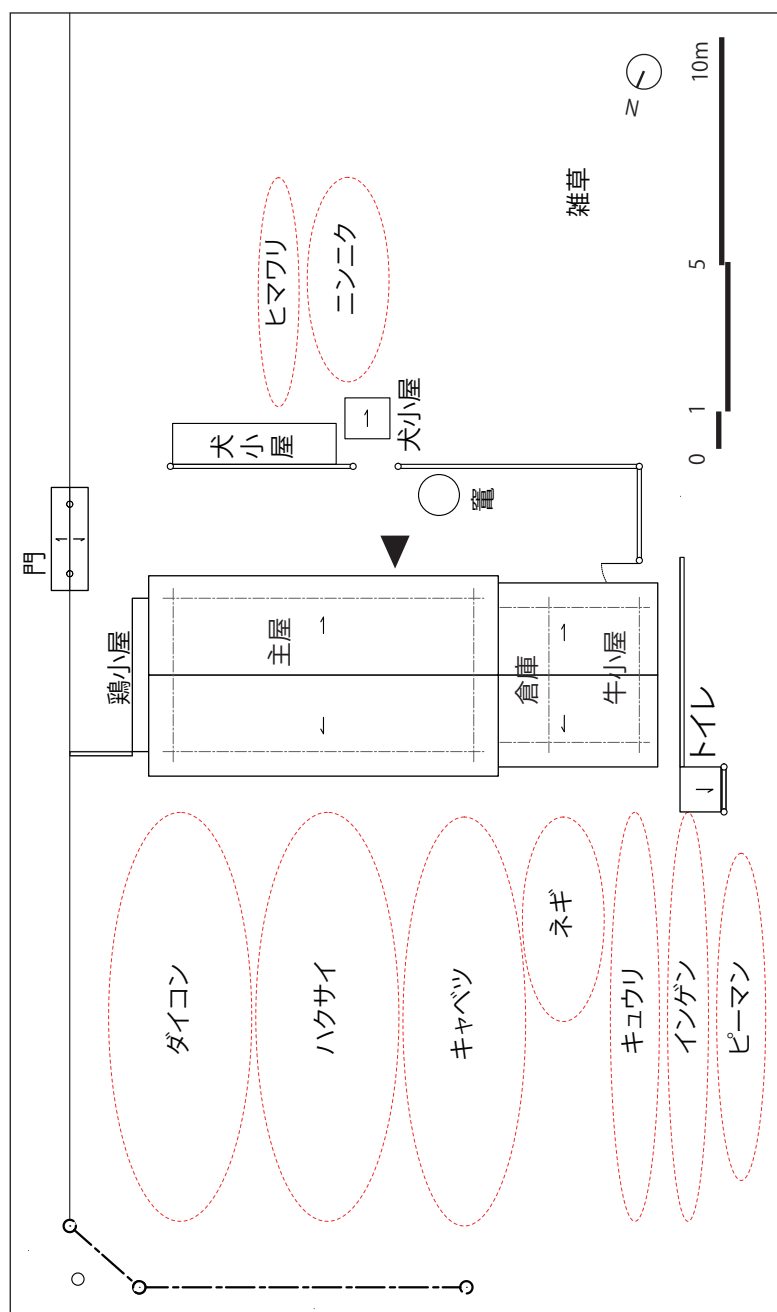 門
鶏小屋
主屋
倉庫
牛小屋
トイレ
犬
小
屋
犬小屋
竈
ヒマワリ
ニンニク
雑草
N
0
1
5
10m
ダイコン
ハクサイ
キャベツ
ネギ
キュウリ
インゲン
ピーマン